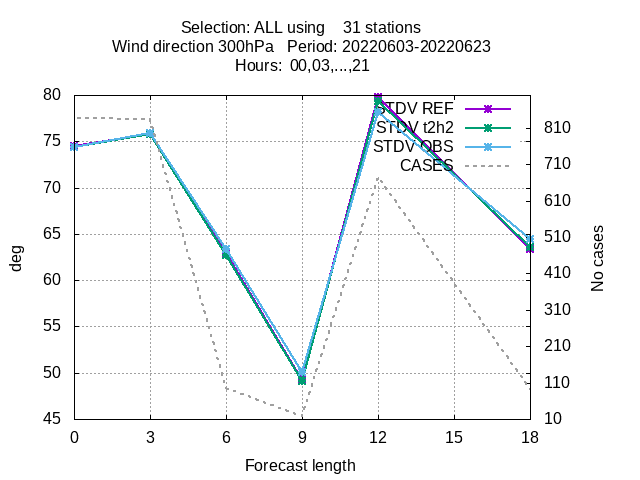 Selection: ALL using 31 stations
Wind direction 300hPa Period: 20220603-20220623
Hours: 00,03,...,21
STDV REF
STDV t2h2
STDV OBS
CASES
80
75
70
65
60
55
50
45
deg
810
710
610
510
410
310
210
110
10
No cases
0 3 6 9 12 15 18
Forecast length